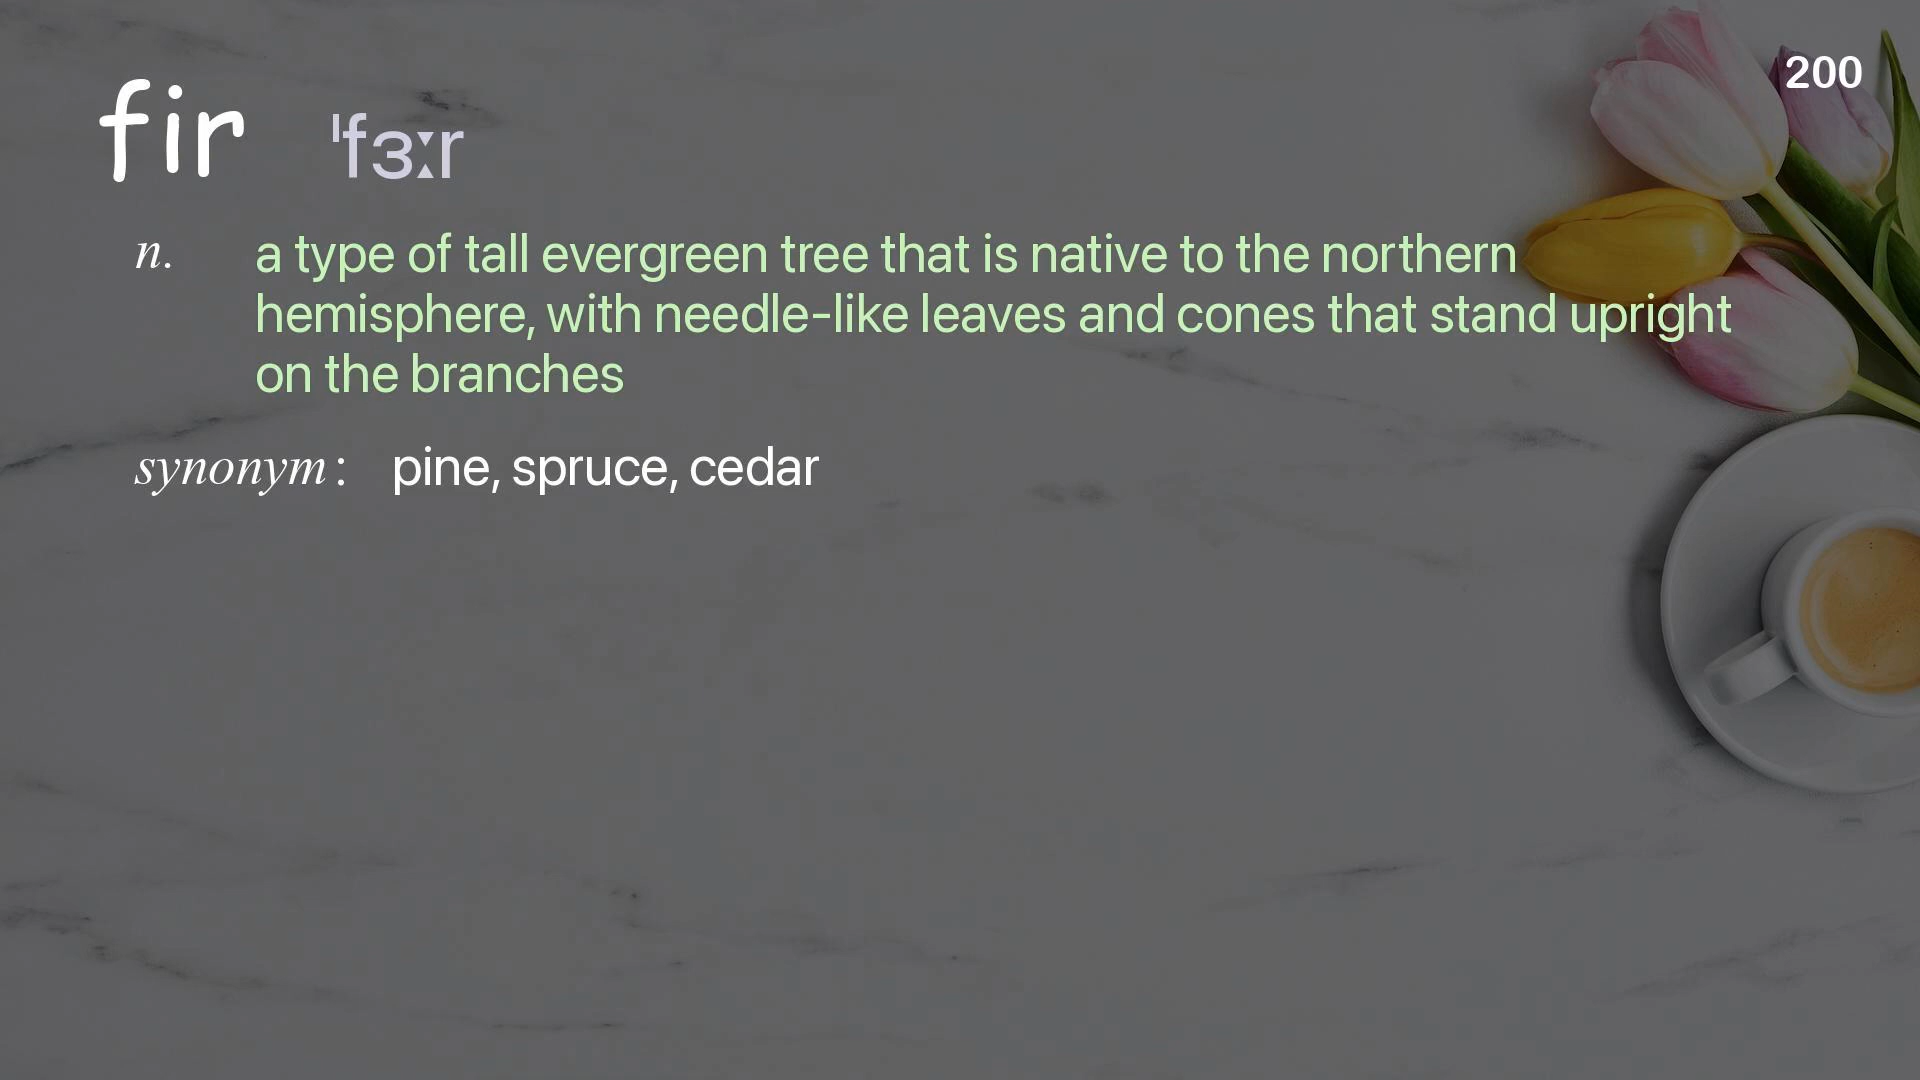 200
fir ˈfɜːr
n. a type of tall evergreen tree that is native to the northern
hemisphere, with needle-like leaves and cones that stand upright
on the branches
synonym: pine, spruce, cedar